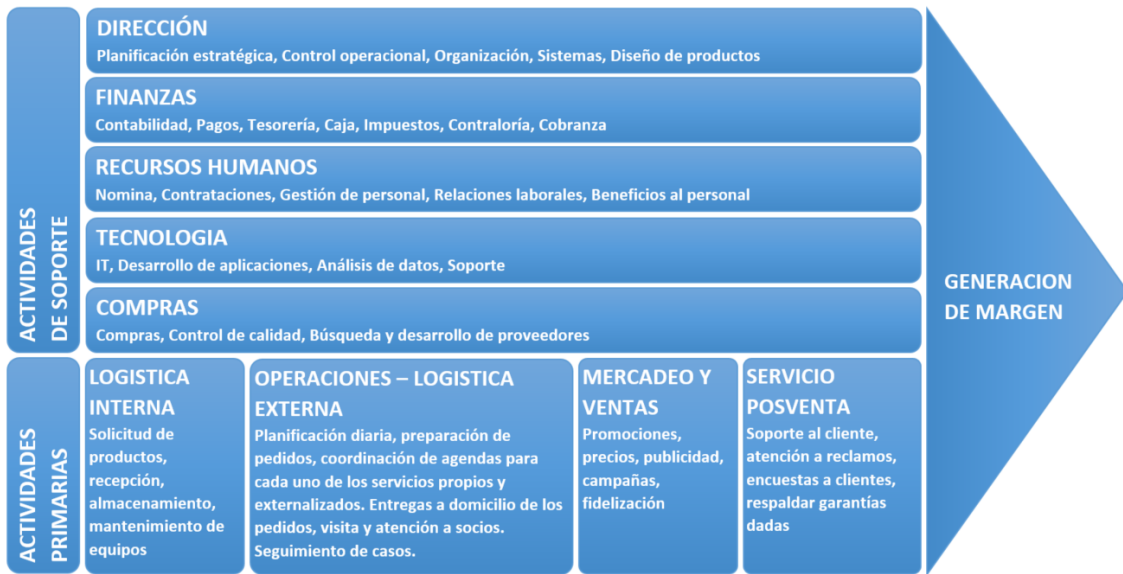 ACTIVIDADES
DE SOPORTE
DIRECCIÓN
Planificación estratégica, Control operacional, Organización, Sistemas, Diseño de productos
FINANZAS
Contabilidad, Pagos, Tesorería, Caja, Impuestos, Contraloría, Cobranza
RECURSOS HUMANOS
Nomina, Contrataciones, Gestión de personal, Relaciones laborales, Beneficios al personal
TECNOLOGIA
IT, Desarrollo de aplicaciones, Análisis de datos, Soporte
COMPRAS
Compras, Control de calidad, Búsqueda y desarrollo de proveedores
ACTIVIDADES
PRIMARIAS
LOGISTICA
INTERNA
Solicitud de
productos,
recepción,
almacenamiento,
mantenimiento de
equipos
OPERACIONES – LOGISTICA
EXTERNA
Planificación diaria, preparación de
pedidos, coordinación de agendas para
cada uno de los servicios propios y
externalizados. Entregas a domicilio de los
pedidos, visita y atención a socios.
Seguimiento de casos.
MERCADEO Y
VENTAS
Promociones,
precios, publicidad,
campañas,
fidelización
SERVICIO
POSVENTA
Soporte al cliente,
atención a reclamos,
encuestas a clientes,
respaldar garantías
dadas
GENERACION
DE MARGEN